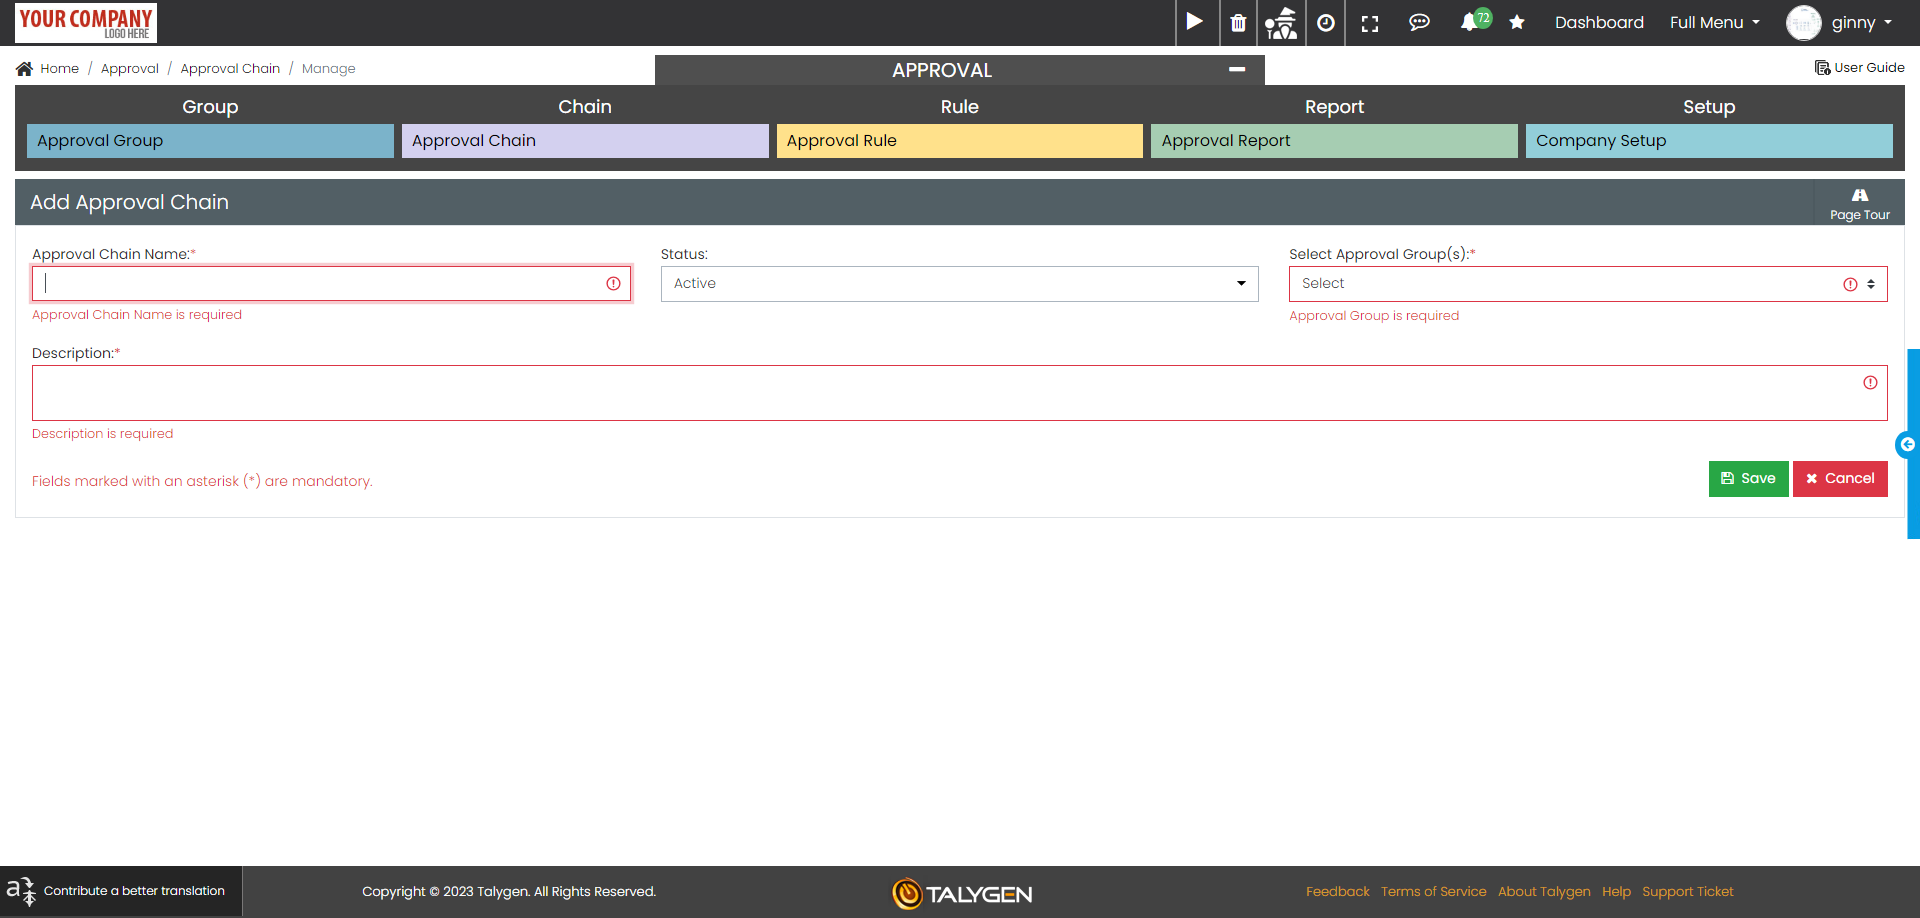 YOUR COMPANY
LOGO HERE
72
Dashboard
Full Menu
ginny
Home / Approval / Approval Chain / Manage
APPROVAL
User Guide
Group
Chain
Rule
Report
Setup
Approval Group
Approval Chain
Approval Rule
Approval Report
Company Setup
Add Approval Chain
Page Tour
Approval Chain Name:*
Status:
Select Approval Group(s):*
Active
Select
Approval Chain Name is required
Approval Group is required
Description:*
Description is required
Fields marked with an asterisk (*) are mandatory.
Save
Cancel
Contribute a better translation
Copyright © 2023 Talygen. All Rights Reserved.
TALYGEN
Feedback
Terms of Service
About Talygen
Help
Support Ticket